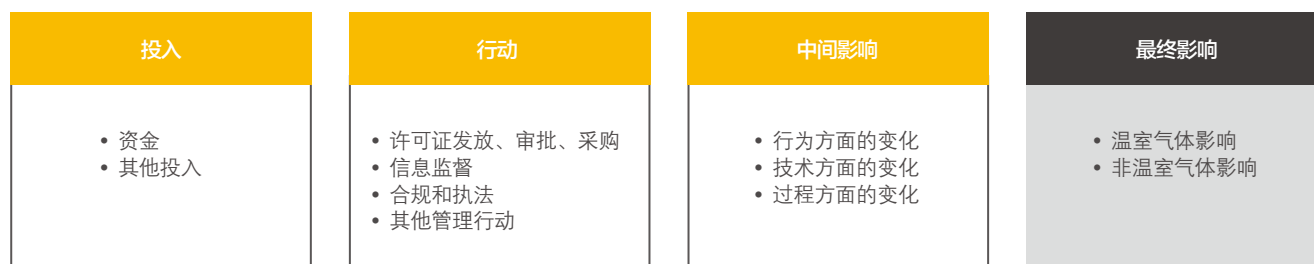 投入
• 资金
• 其他投入
行动
• 许可证发放、审批、采购
• 信息监督
• 合规和执法
• 其他管理行动
中间影响
• 行为方面的变化
• 技术方面的变化
• 过程方面的变化
最终影响
• 温室气体影响
• 非温室气体影响